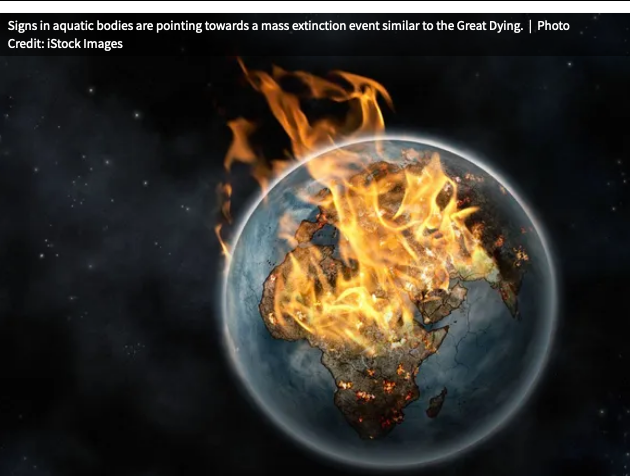 Signs in aquatic bodies are pointing towards a mass extinction event similar to the Great Dying. | Photo
Credit: iStock Images